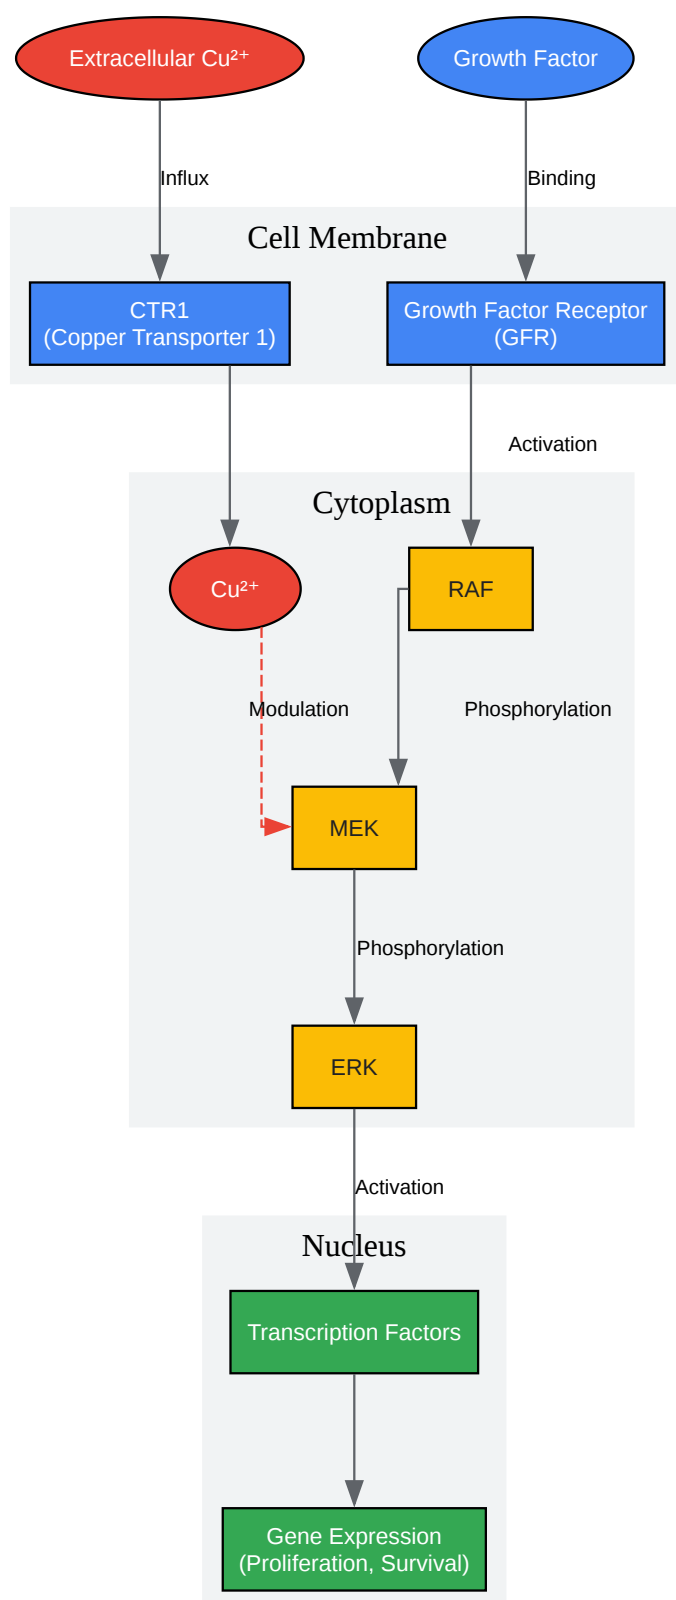 Extracellular Cu²⁺
Growth Factor
Influx
Binding
Cell Membrane
CTR1
(Copper Transporter 1)
Growth Factor Receptor
(GFR)
Activation
Cytoplasm
Cu²⁺
RAF
Modulation
Phosphorylation
MEK
Phosphorylation
ERK
Activation
Nucleus
Transcription Factors
Gene Expression
(Proliferation, Survival)